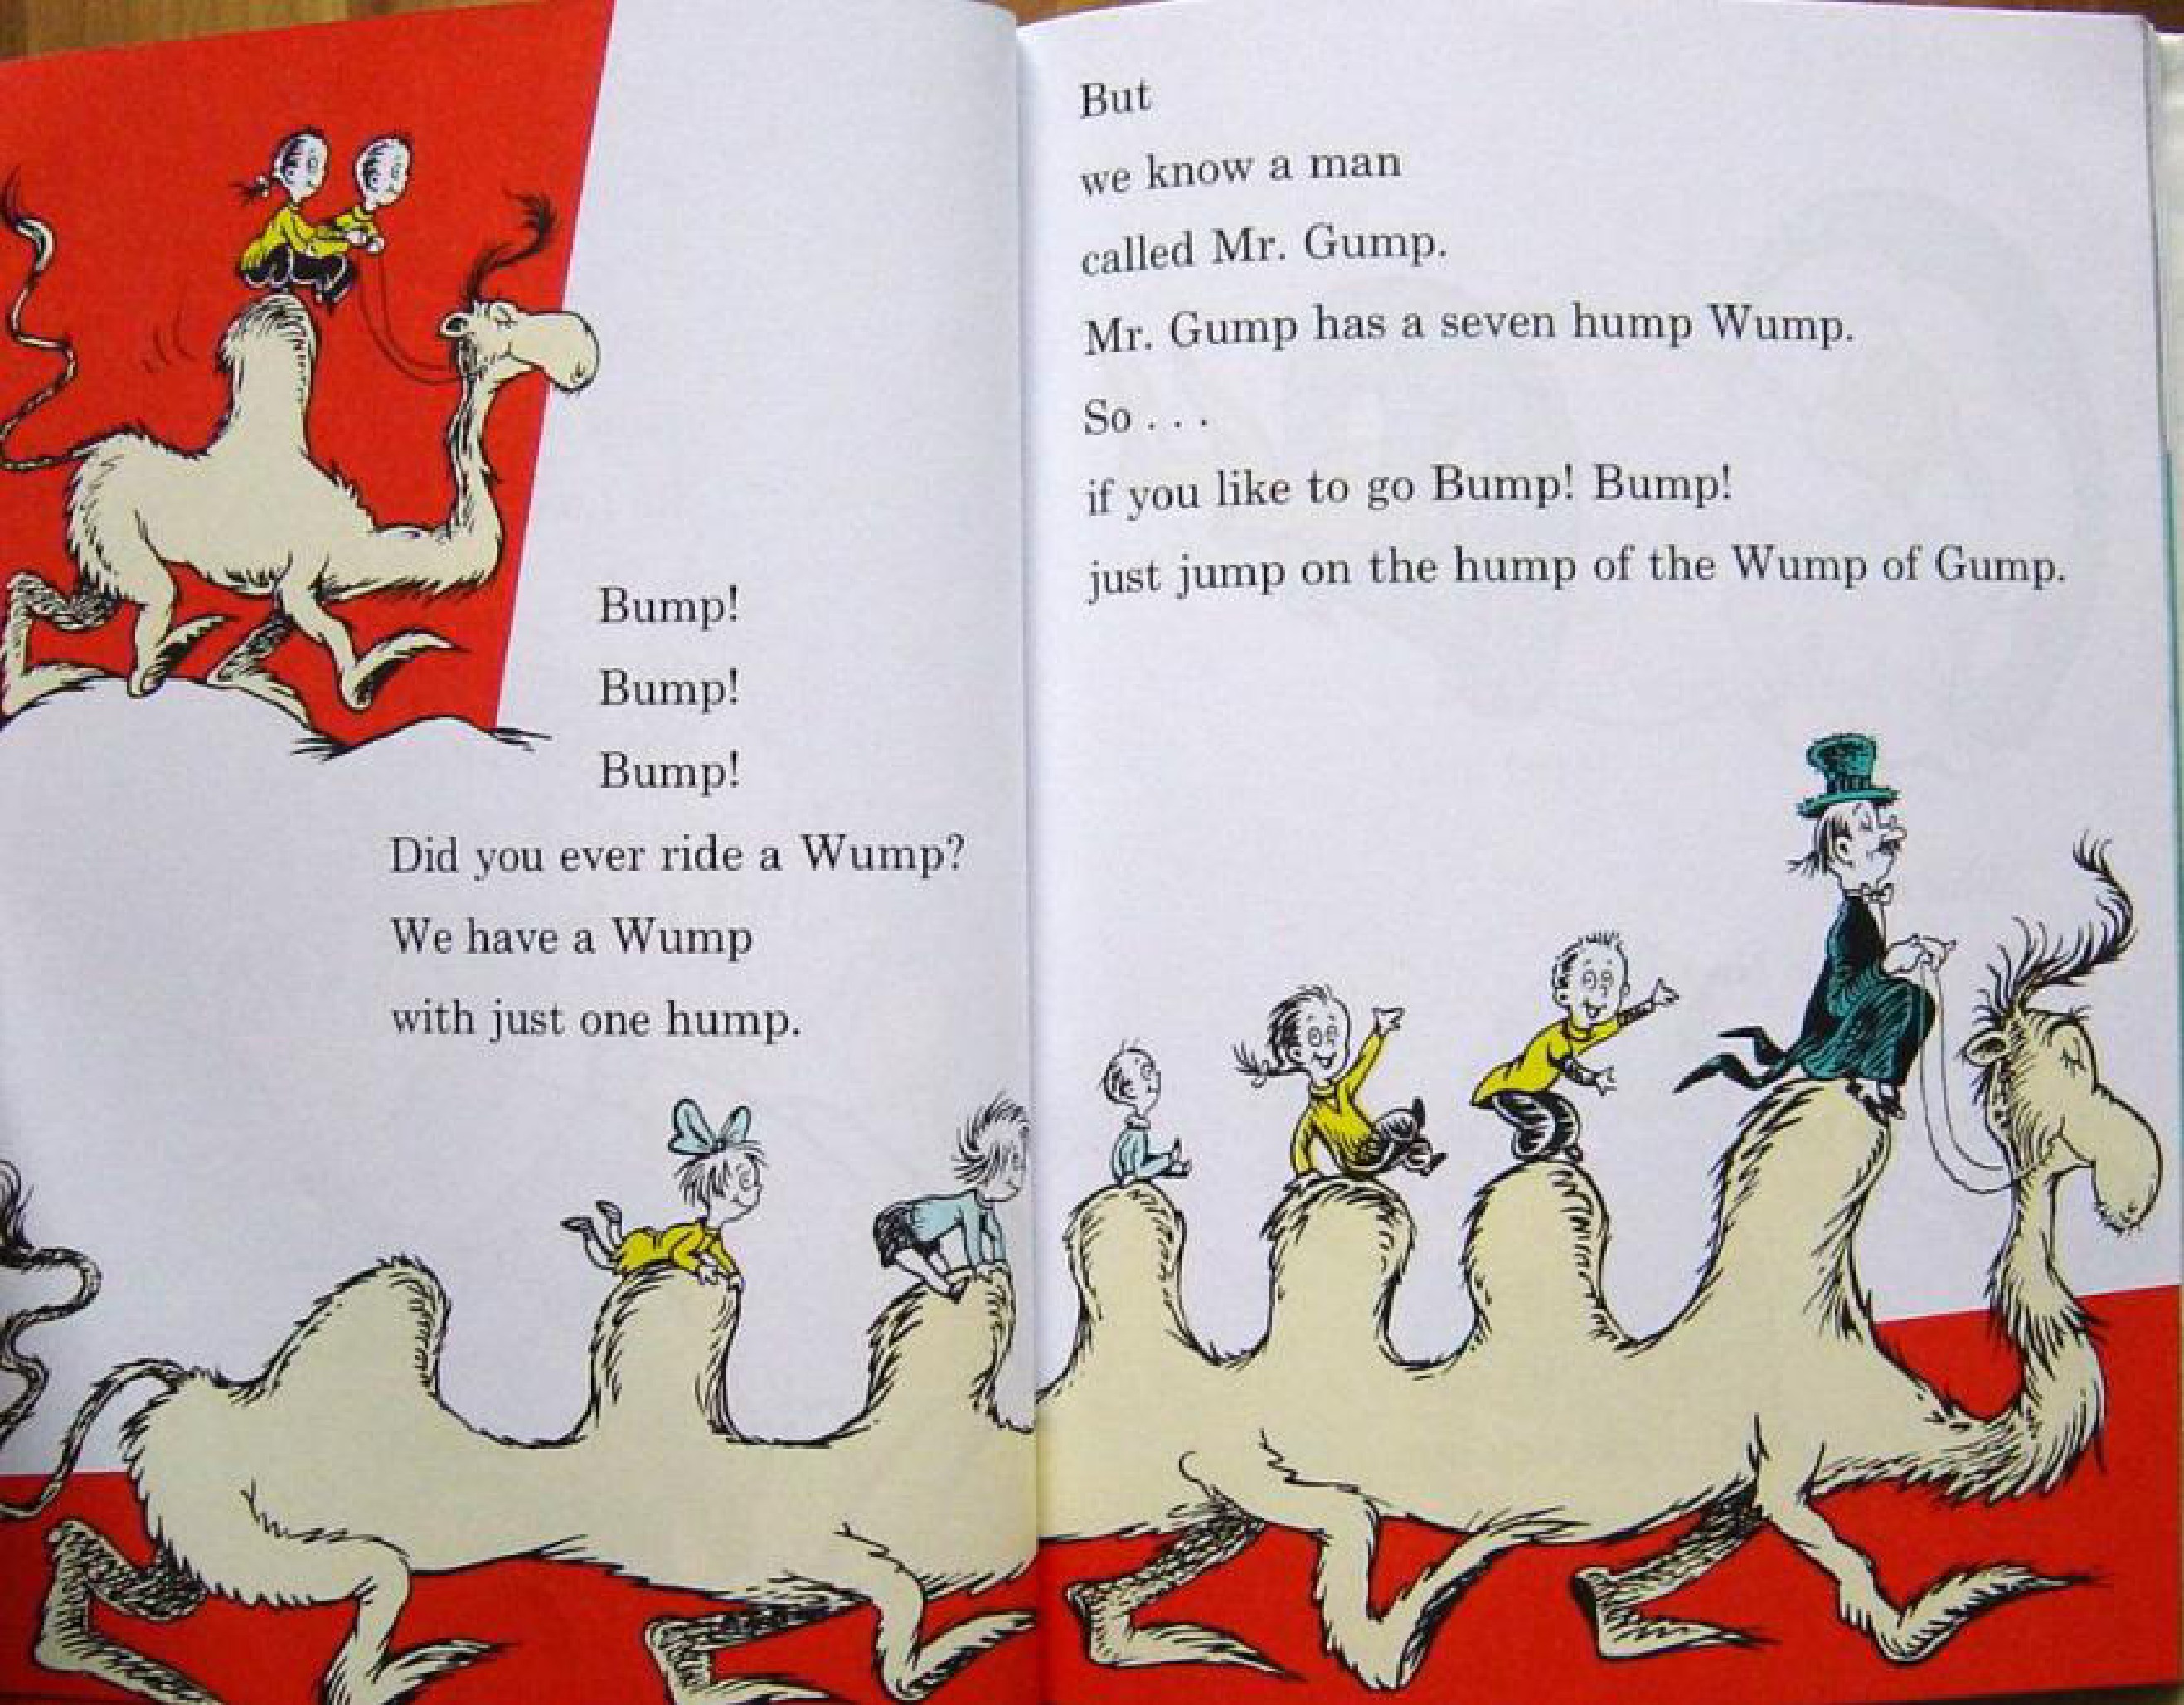 Bump!
Bump!
Bump!
Did you ever ride a Wump?
We have a Wump
with just one hump.
But
we know a man
called Mr. Gump.
Mr. Gump has a seven hump Wump.
So . . .
if you like to go Bump! Bump!
just jump on the hump of the Wump of Gump.